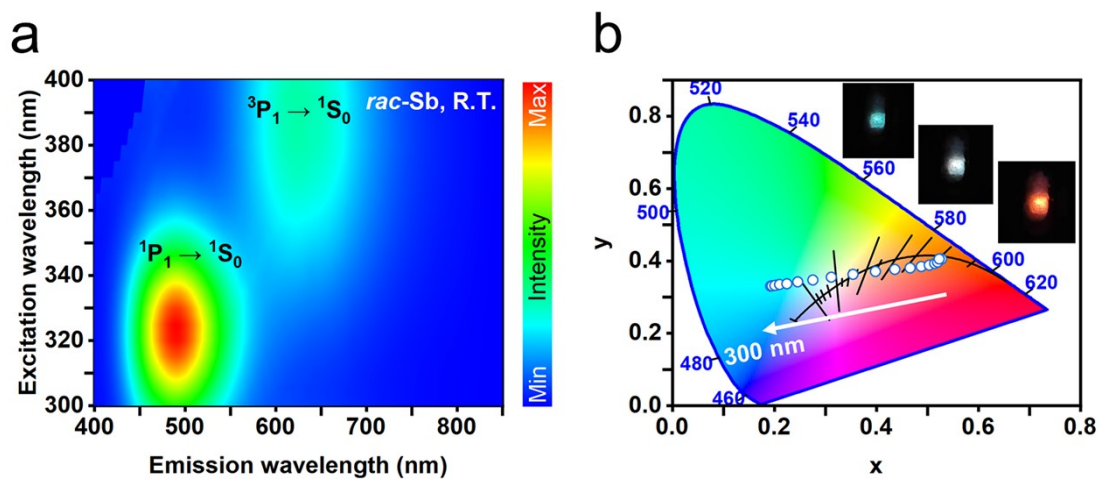 a
rac-Sb, R.T.
³P₁ → ¹S₀
¹P₁ → ¹S₀
Excitation wavelength (nm)
400
380
360
340
320
300
400
500
600
700
800
Emission wavelength (nm)
Max
Intensity
Min
b
y
0.8
0.6
0.4
0.2
0.0
0.0
0.2
0.4
0.6
0.8
x
520
540
560
580
600
620
500
480
460
300 nm